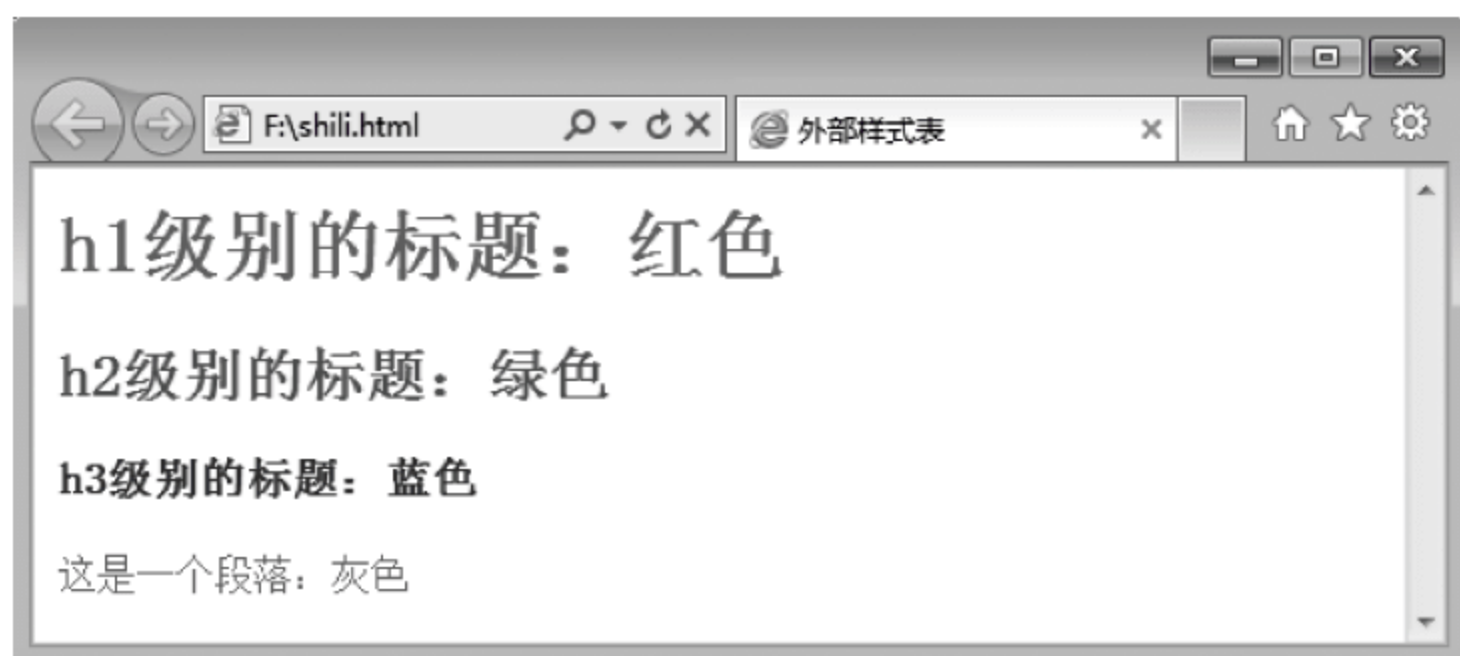 F:\shili.html
外部样式表
h1级别的标题：红色
h2级别的标题：绿色
h3级别的标题：蓝色
这是一个段落：灰色